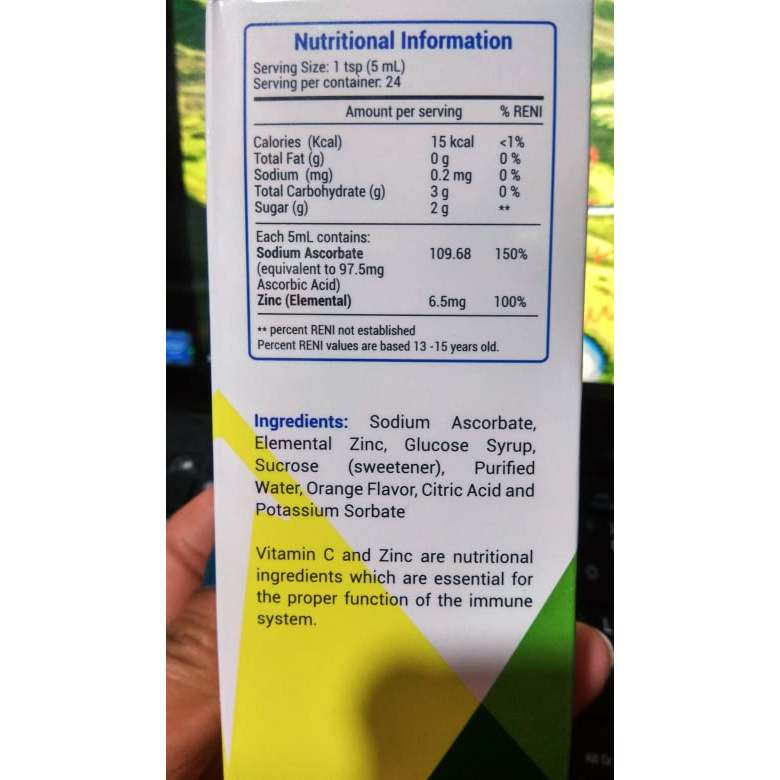 Nutritional Information
Serving Size: 1 tsp (5 mL)
Serving per container: 24
Amount per serving % RENI
Calories (Kcal) 15 kcal <1%
Total Fat (g) 0 g 0 %
Sodium (mg) 0.2 mg 0 %
Total Carbohydrate (g) 3 g 0 %
Sugar (g) 2 g **
Each 5mL contains:
Sodium Ascorbate 109.68 150%
(equivalent to 97.5mg
Ascorbic Acid)
Zinc (Elemental) 6.5mg 100%
** percent RENI not established
Percent RENI values are based 13 -15 years old.
Ingredients: Sodium Ascorbate,
Elemental Zinc, Glucose Syrup,
Sucrose (sweetener), Purified
Water, Orange Flavor, Citric Acid and
Potassium Sorbate
Vitamin C and Zinc are nutritional
ingredients which are essential for
the proper function of the immune
system.